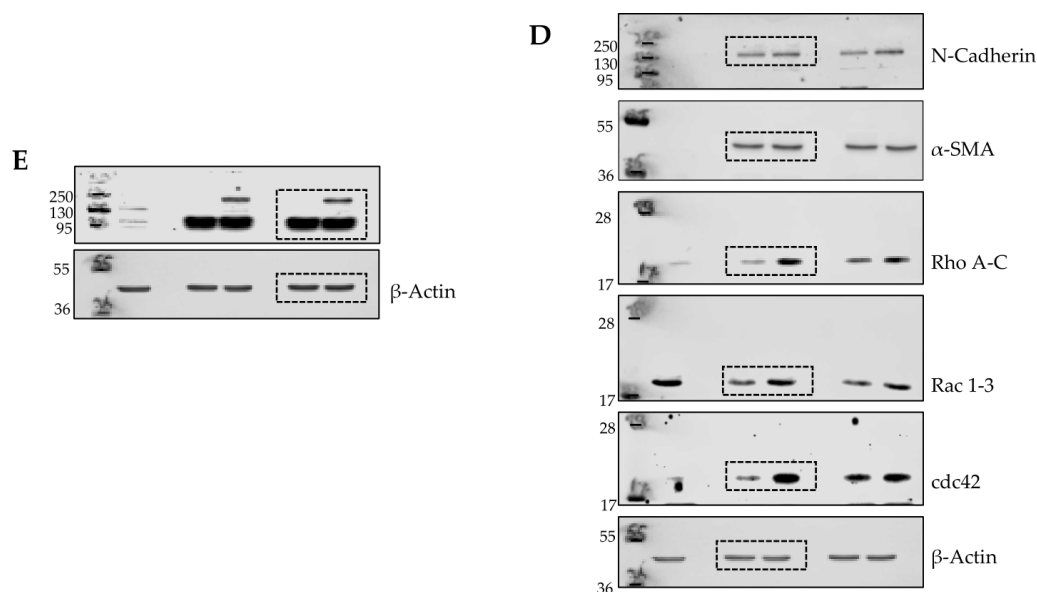 E
250
130
95
55
36
β-Actin
D
250
130
95
N-Cadherin
55
36
α-SMA
28
17
Rho A-C
28
17
Rac 1-3
28
17
cdc42
55
36
β-Actin